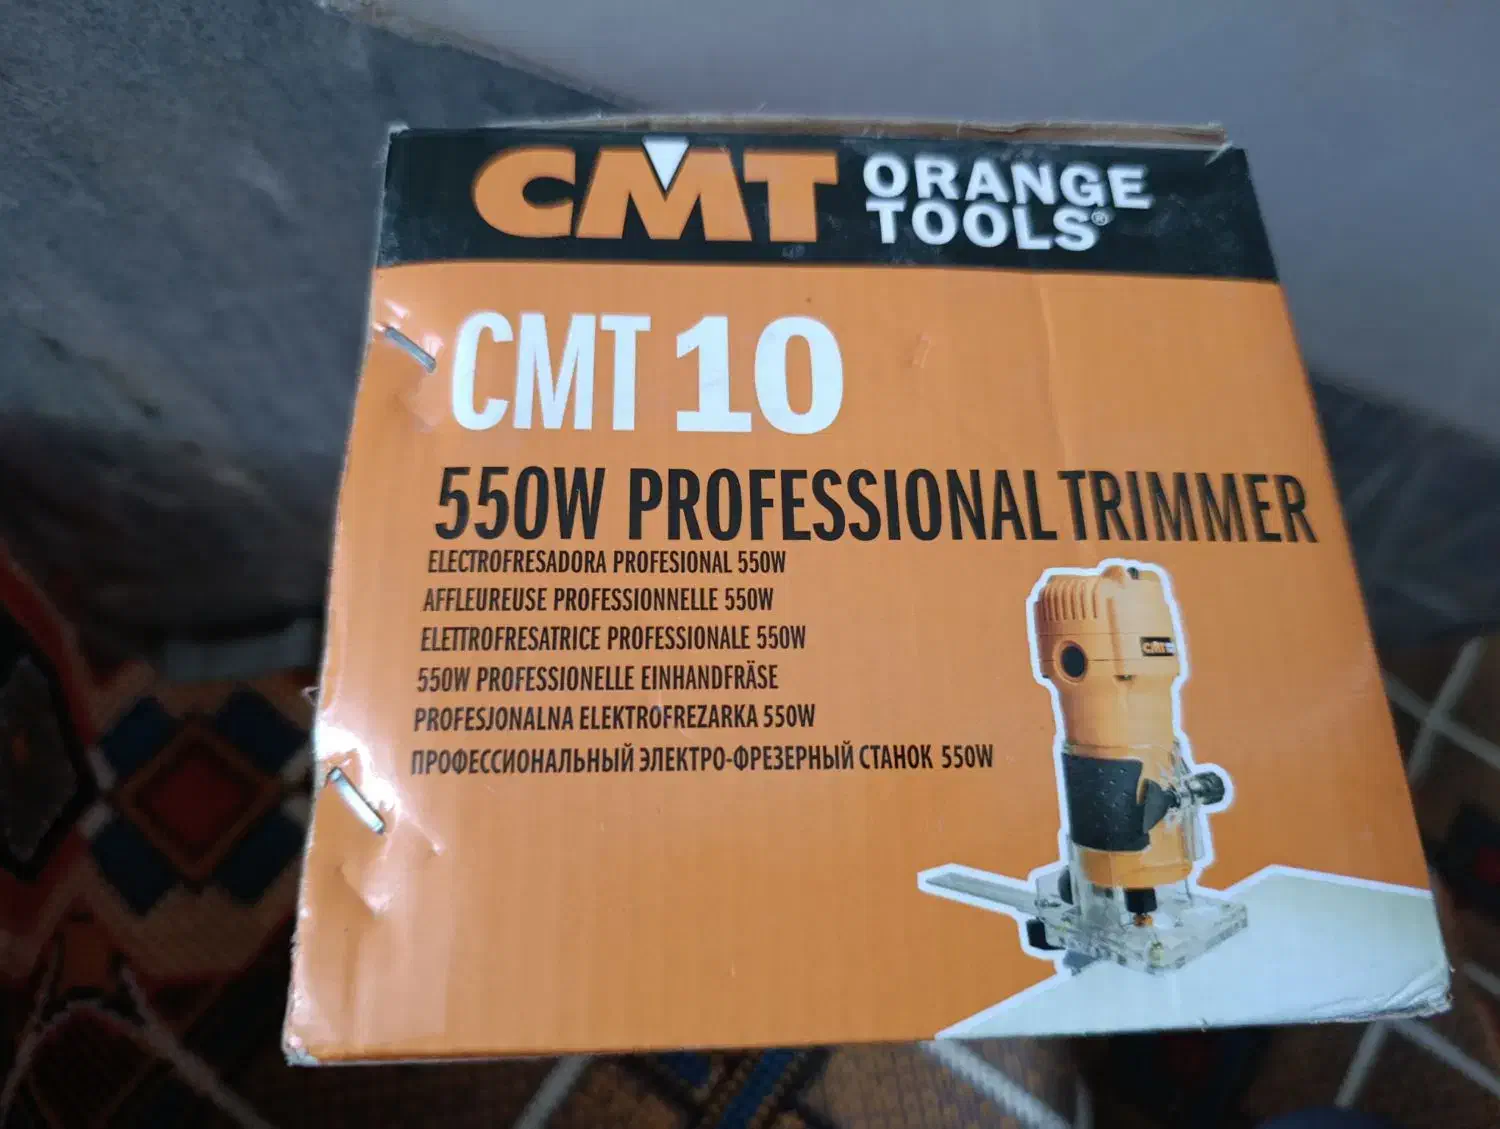 CMT ORANGE
TOOLS®
CMT 10
550W PROFESSIONAL TRIMMER
ELECTROFRESADORA PROFESIONAL 550W
AFFLEUREUSE PROFESSIONNELLE 550W
ELETTROFRESATRICE PROFESSIONALE 550W
550W PROFESSIONELLE EINHANDFRÄSE
PROFESJONALNA ELEKTROFREZARKA 550W
ПРОФЕССИОНАЛЬНЫЙ ЭЛЕКТРО-ФРЕЗЕРНЫЙ СТАНОК 550W
CMT